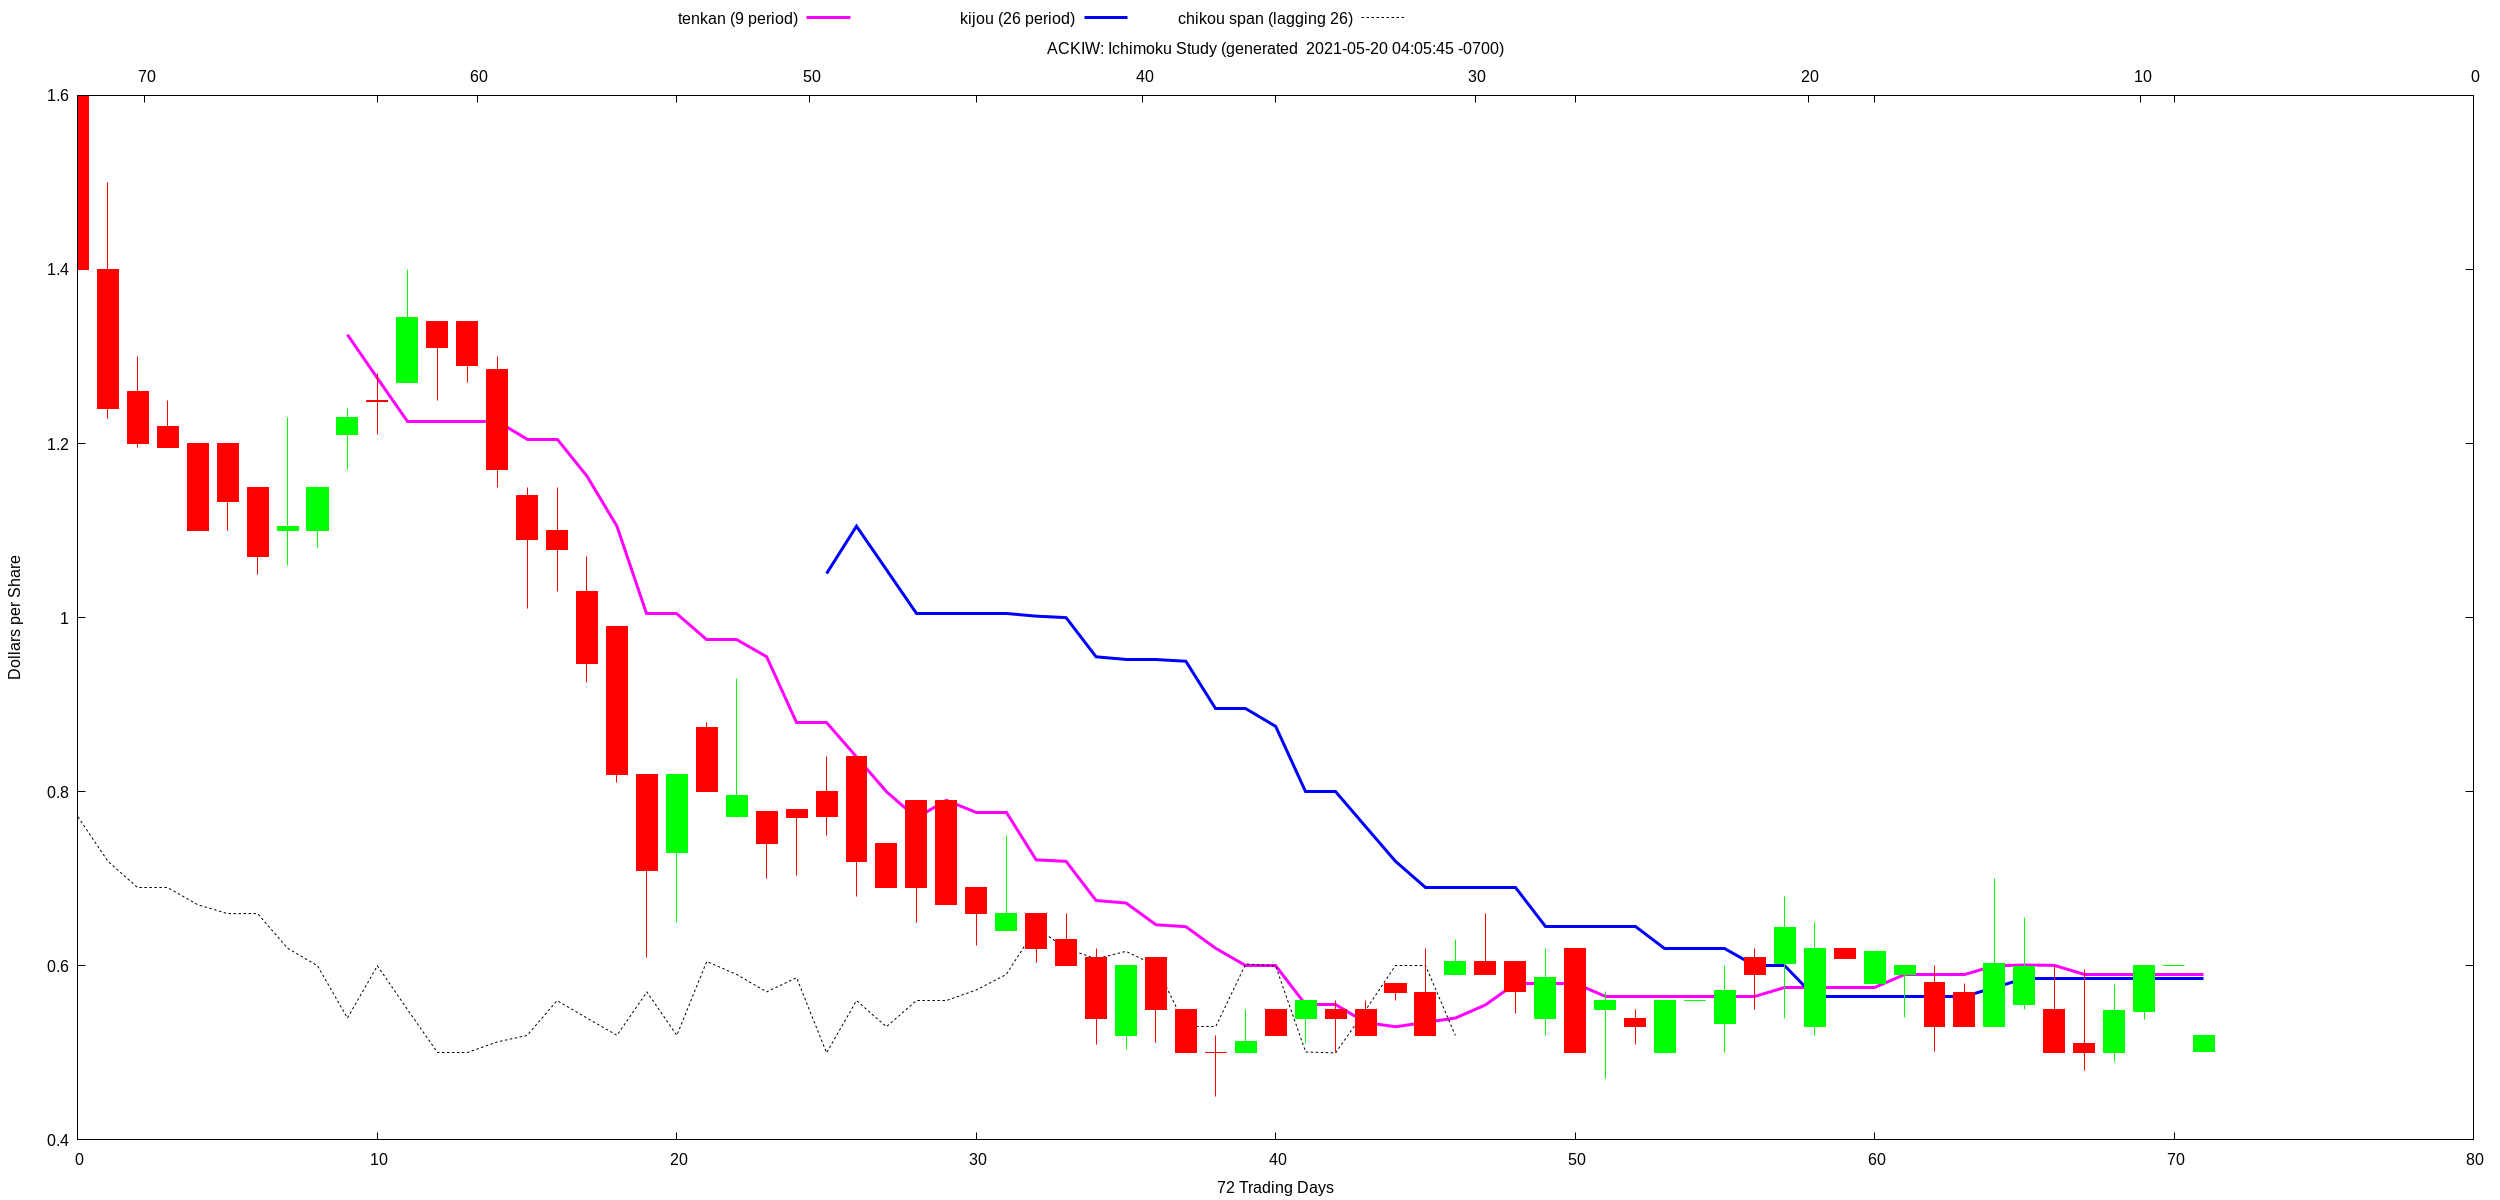 tenkan (9 period) kijou (26 period) chikou span (lagging 26)
ACKIW: Ichimoku Study (generated  2021-05-20 04:05:45 -0700)
70 60 50 40 30 20 10 0
1.6
1.4
1.2
1
0.8
0.6
0.4
Dollars per Share
0 10 20 30 40 50 60 70 80
72 Trading Days